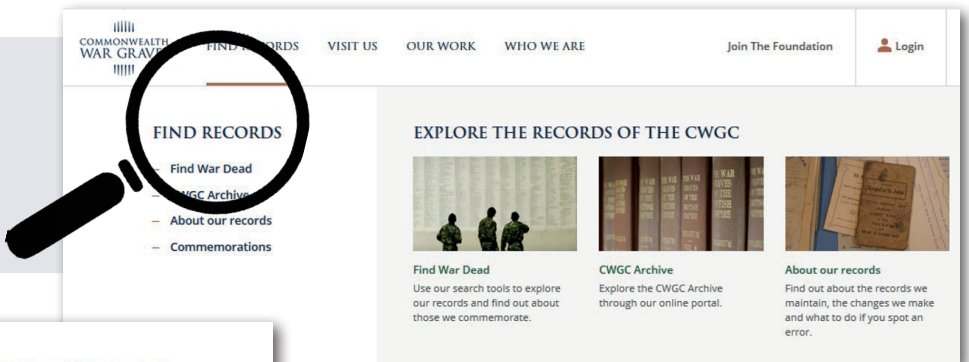 COMMONWEALTH
WAR GRAVES
FIND RECORDS
VISIT US
OUR WORK
WHO WE ARE
Join The Foundation
Login
FIND RECORDS
– Find War Dead
– CWGC Archive
– About our records
– Commemorations
EXPLORE THE RECORDS OF THE CWGC
Find War Dead
Use our search tools to explore
our records and find out about
those we commemorate.
CWGC Archive
Explore the CWGC Archive
through our online portal.
About our records
Find out about the records we
maintain, the changes we make
and what to do if you spot an
error.